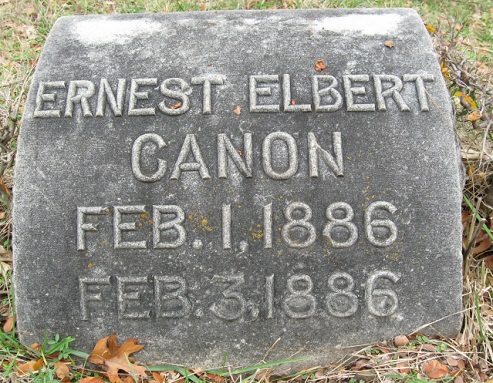 ERNEST ELBERT
CANON
FEB. 1, 1886
FEB. 3, 1886